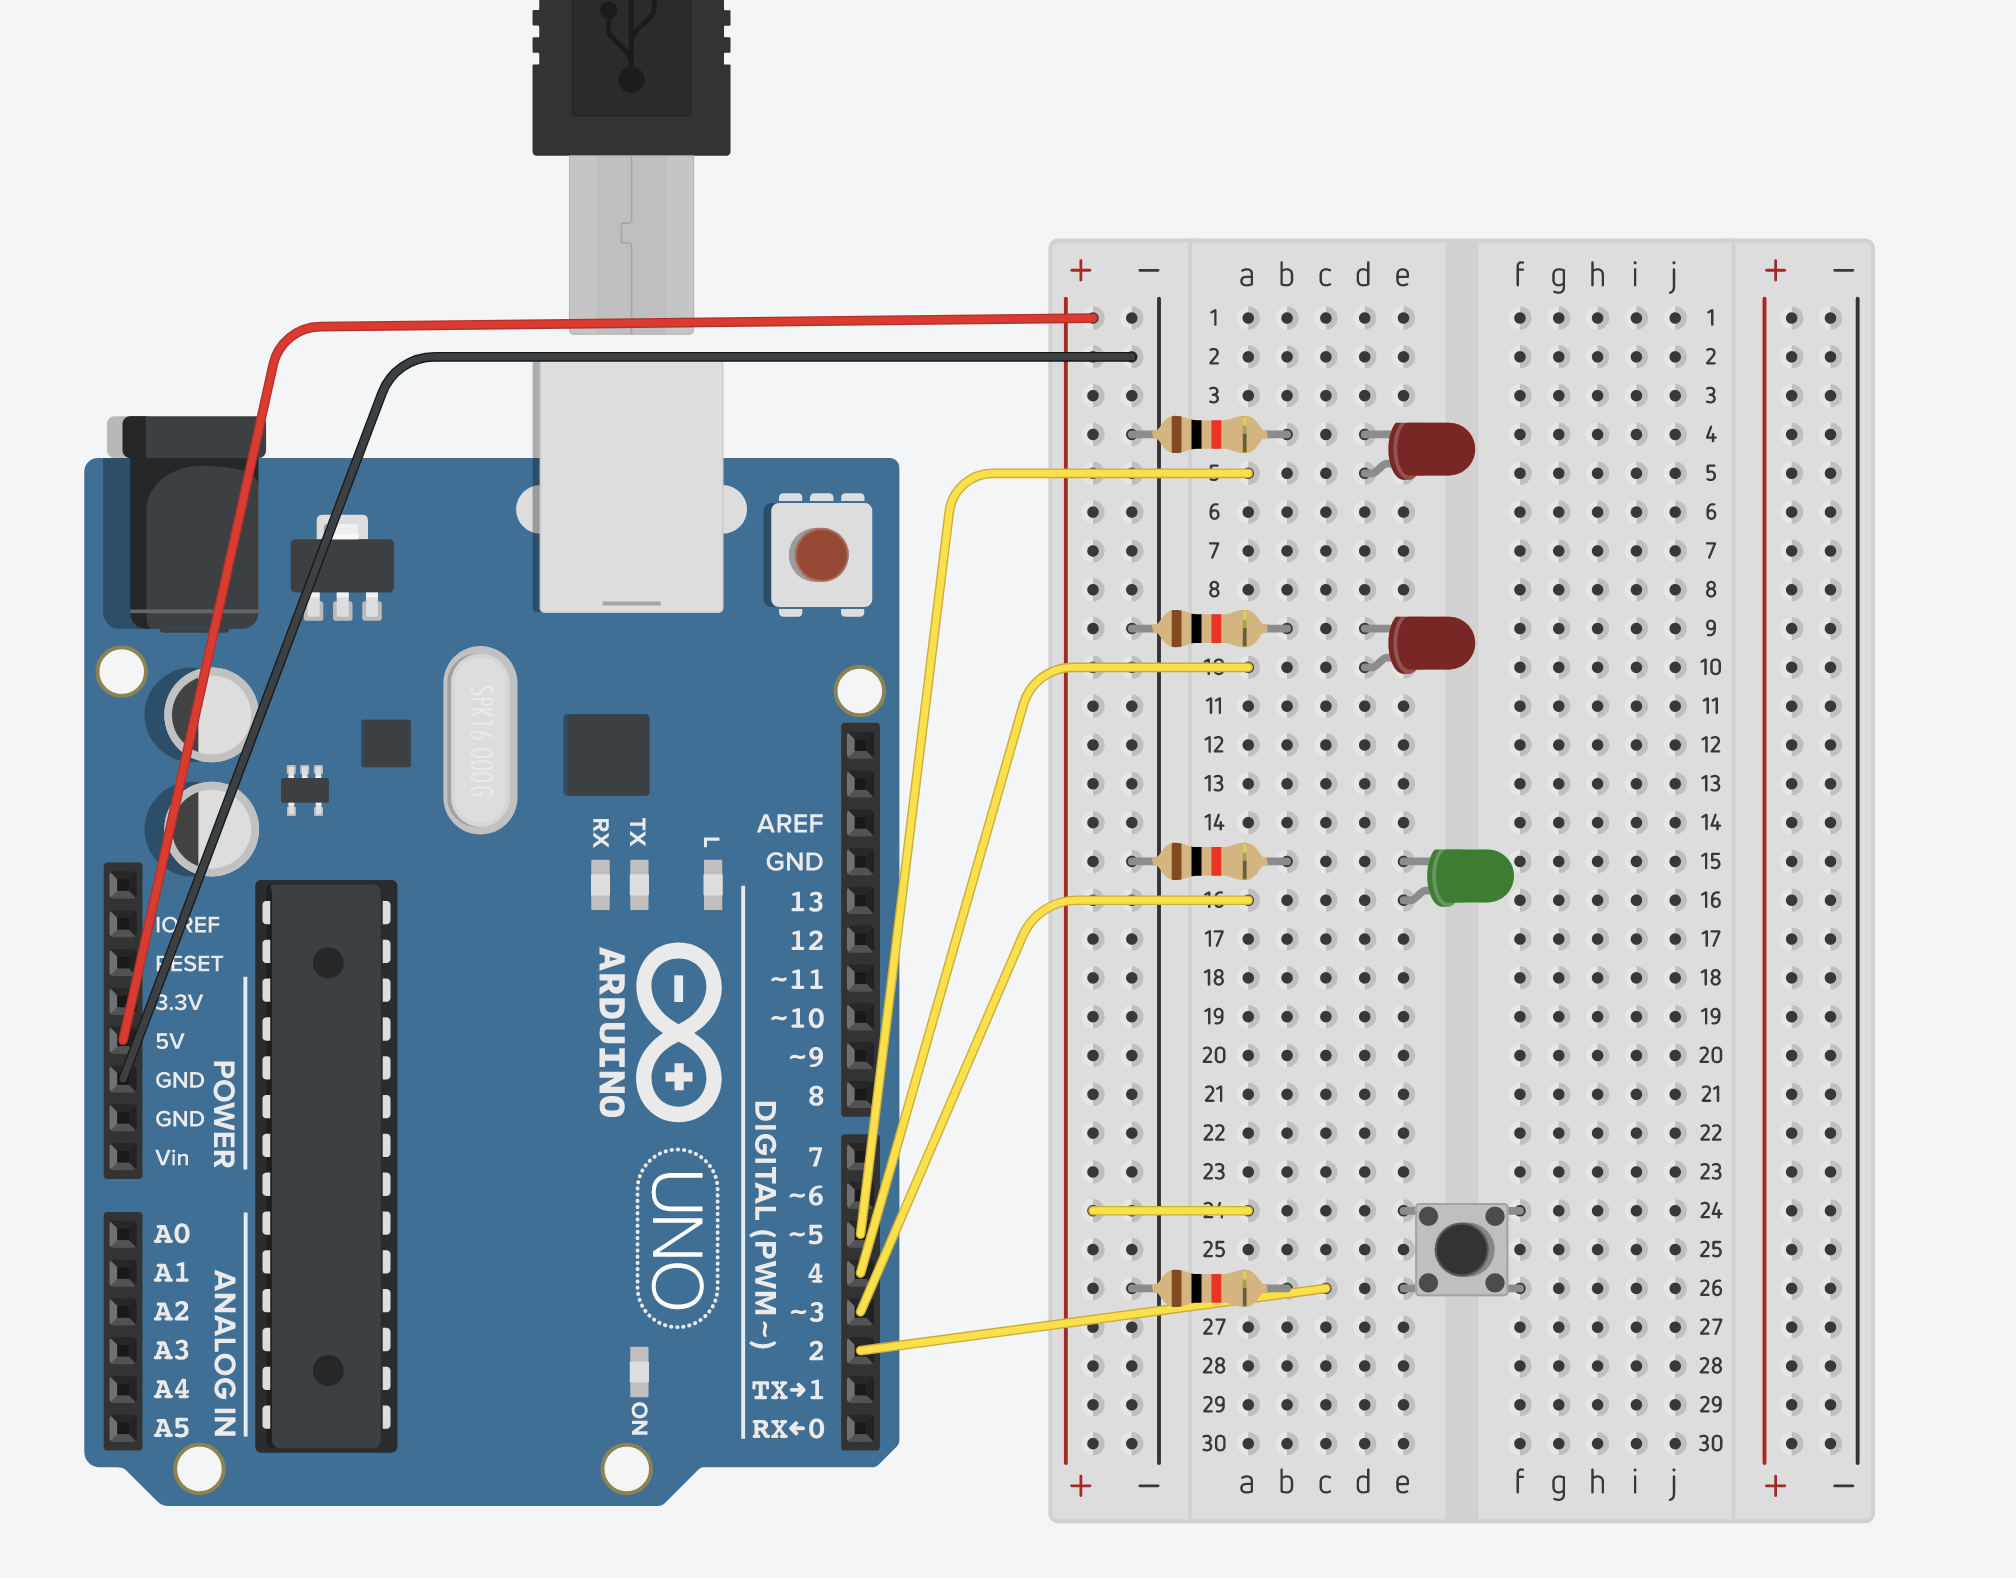 + − a b c d e f g h i j + −
1 1
2 2
3 3
4
5 5
6 6
7 7
8 8
9
10 10
11 11
12 12
13 13
14 14
15
16 16
17 17
18 18
19 19
20 20
21 21
22 22
23 23
24 24
25 25
26
27 27
28 28
29 29
30 30
+ − a b c d e f g h i j + −
SPK16.000G
RX TX L
AREF
GND
13
12
~11
~10
~9
8
7
~6
~5
4
~3
2
TX→1
RX←0
DIGITAL (PWM~)
IOREF
RESET
3.3V
5V
GND
GND
Vin
POWER
A0
A1
A2
A3
A4
A5
ANALOG IN
ARDUINO
UNO
ON